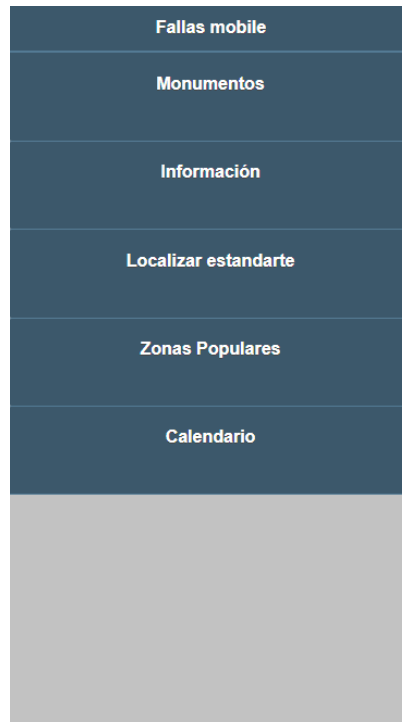 Fallas mobile
Monumentos
Información
Localizar estandarte
Zonas Populares
Calendario